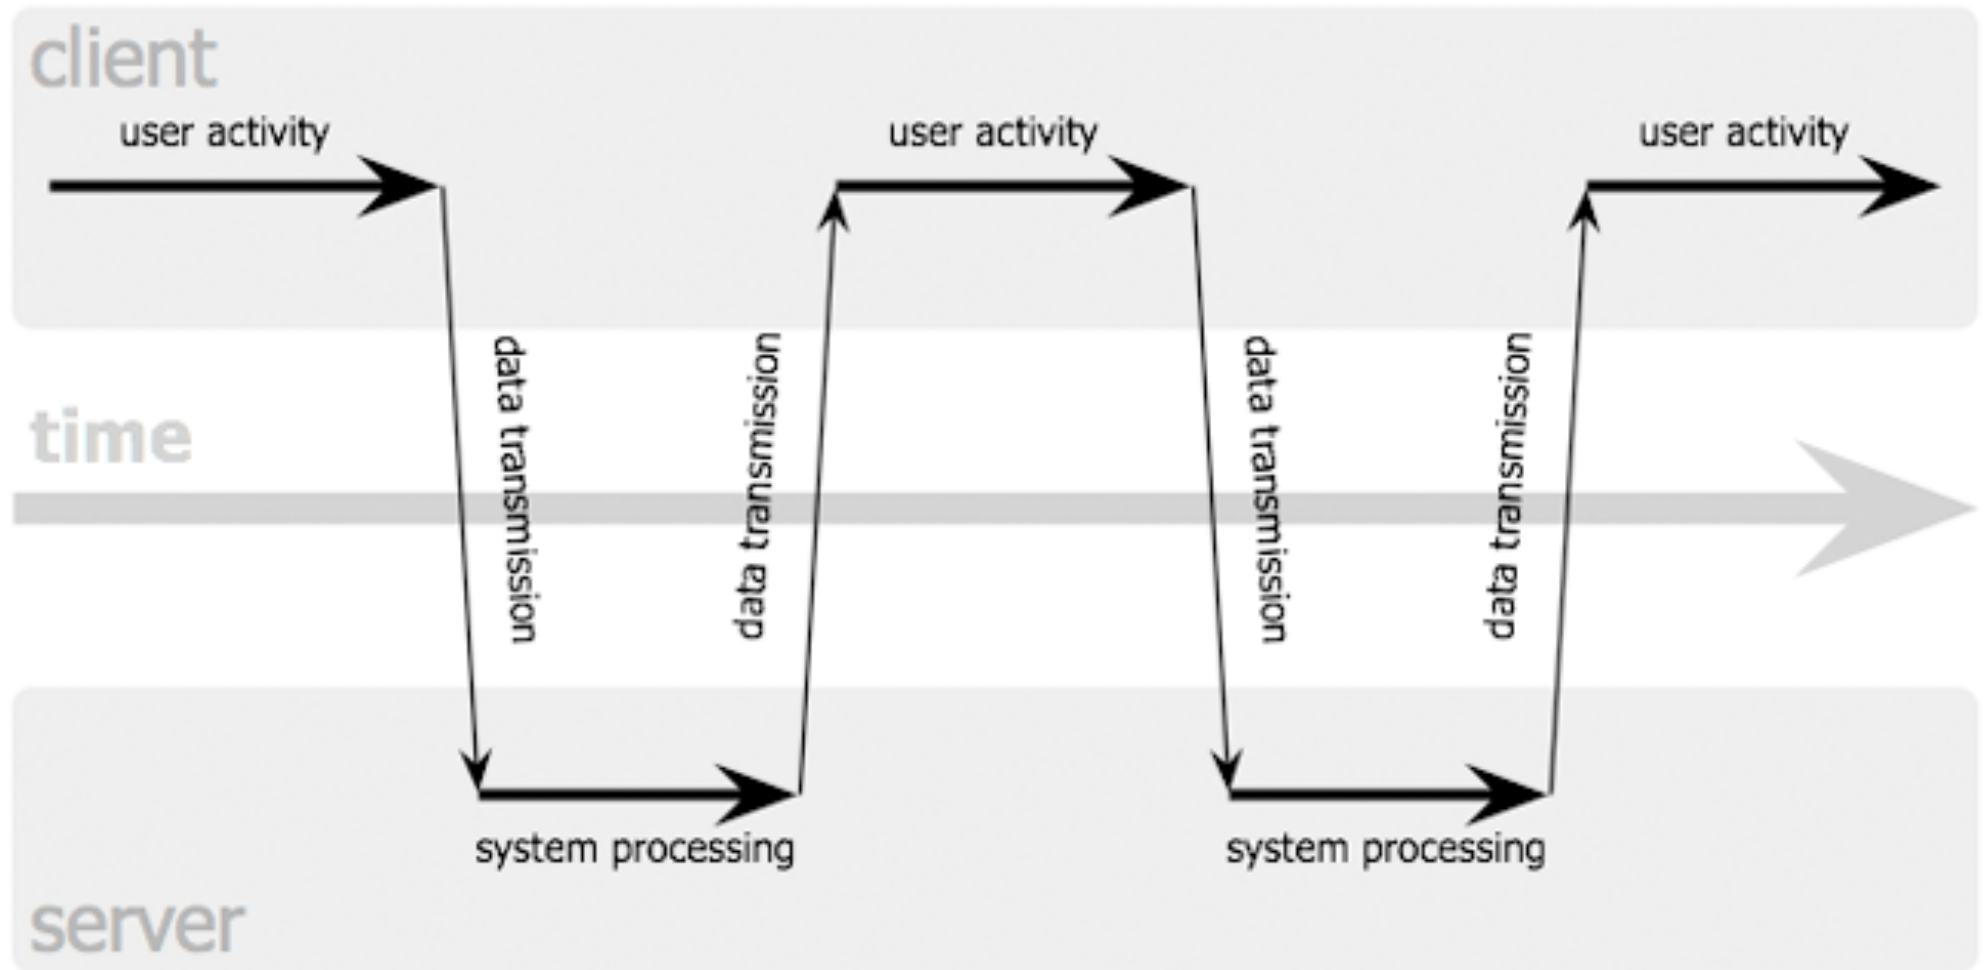 client
user activity
user activity
user activity
data transmission
data transmission
data transmission
data transmission
time
system processing
system processing
server